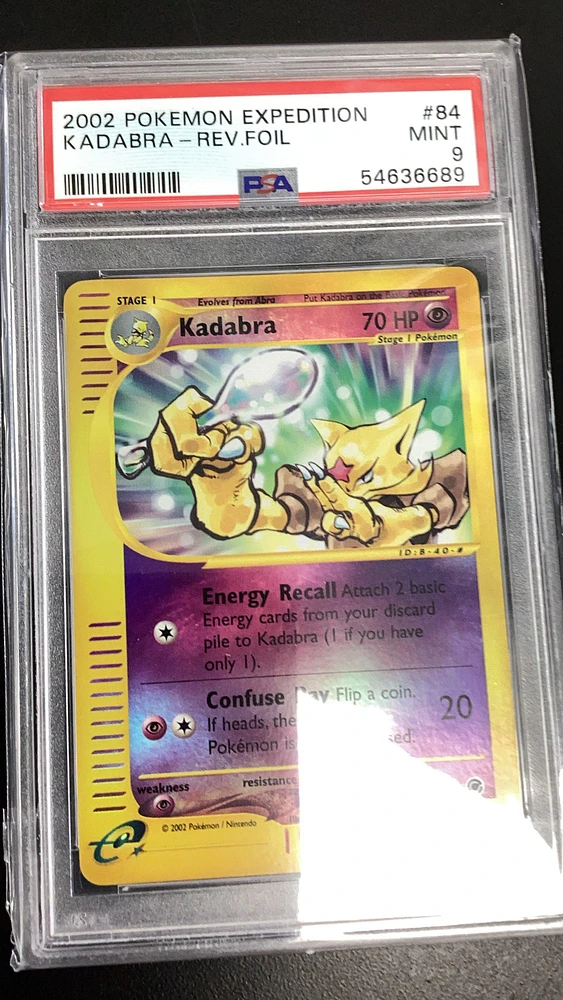 2002 POKEMON EXPEDITION #84
KADABRA - REV.FOIL MINT
9
PSA 54636689
STAGE 1 Evolves from Abra Put Kadabra on the Basic Pokémon
Kadabra 70 HP
Stage 1 Pokémon
ID:B-40-#
Energy Recall Attach 2 basic
Energy cards from your discard
pile to Kadabra (1 if you have
only 1).
Confuse Flip a coin.
If heads, the
20
Pokémon is
weakness resistance
e
© 2002 Pokémon / Nintendo